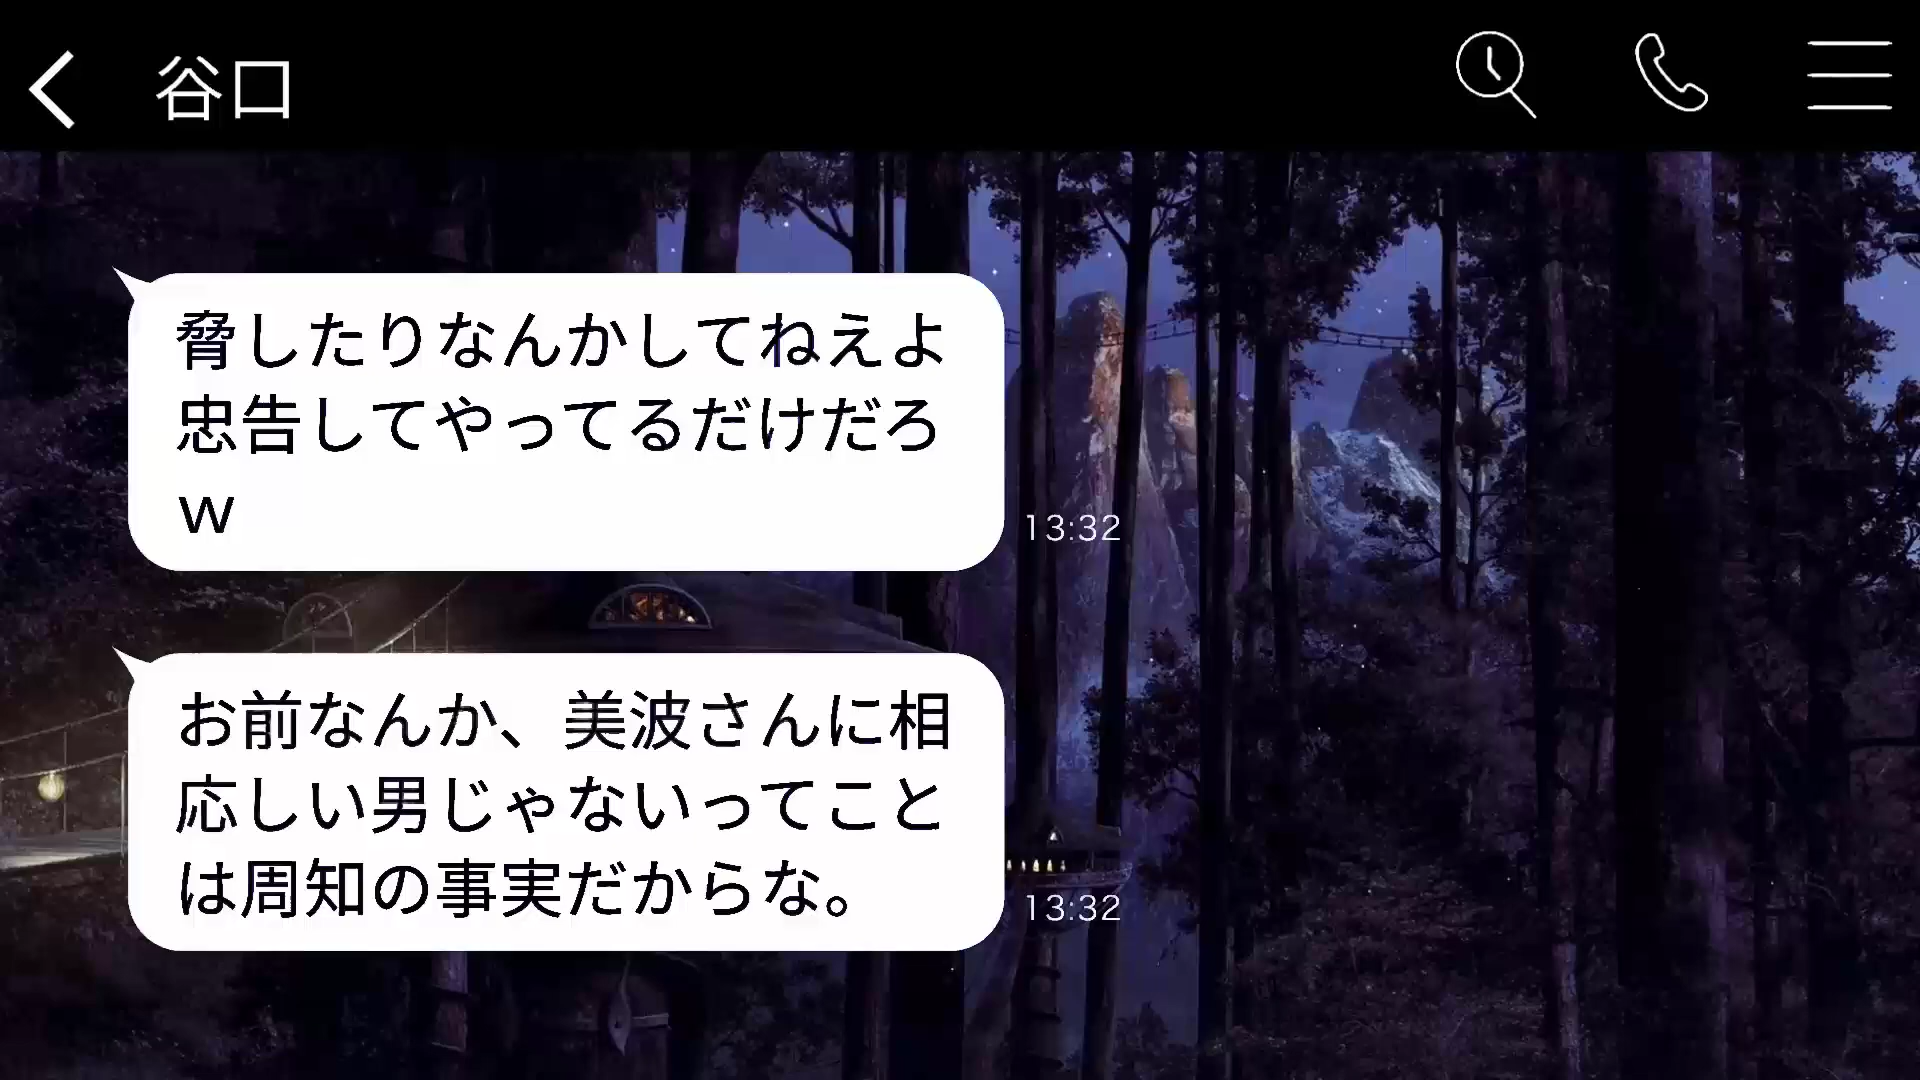 谷口
脅したりなんかしてねえよ
忠告してやってるだけだろ
w
13:32
お前なんか、美波さんに相
応しい男じゃないってこと
は周知の事実だからな。
13:32